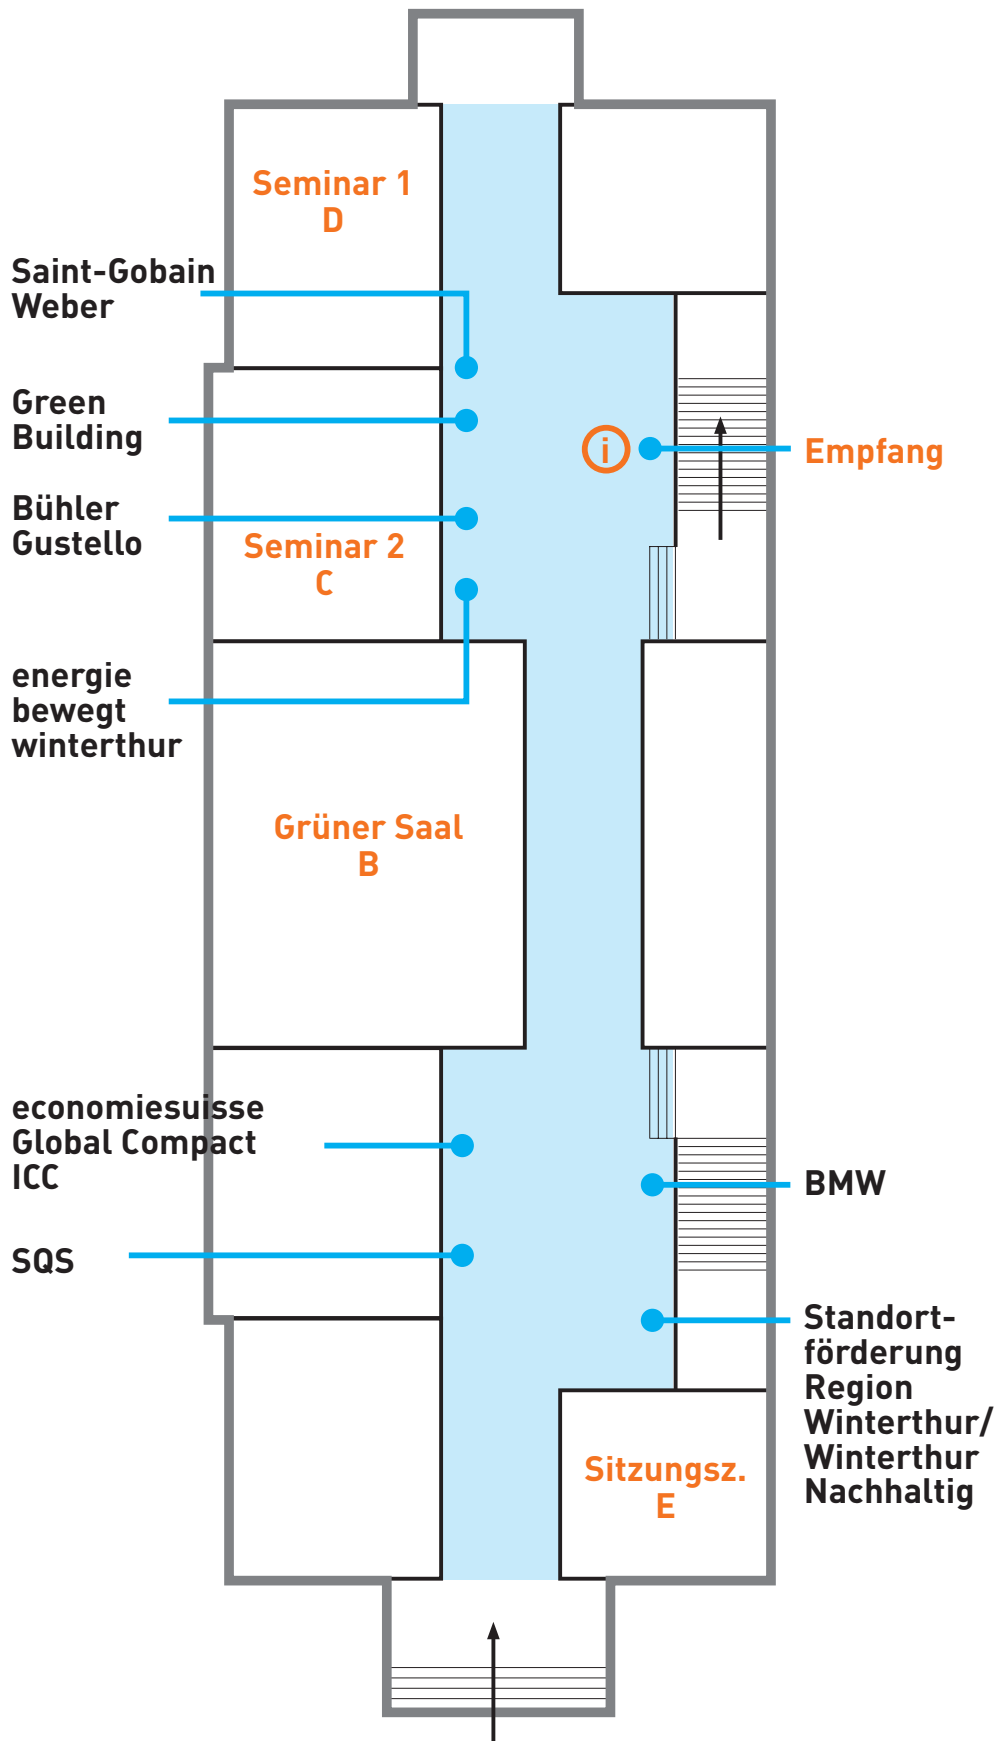 Seminar 1
D
Saint-Gobain
Weber
Green
Building
i
Empfang
Bühler
Gustello
Seminar 2
C
energie
bewegt
winterthur
Grüner Saal
B
economiesuisse
Global Compact
ICC
BMW
SQS
Standort-
förderung
Region
Winterthur/
Winterthur
Nachhaltig
Sitzungsz.
E